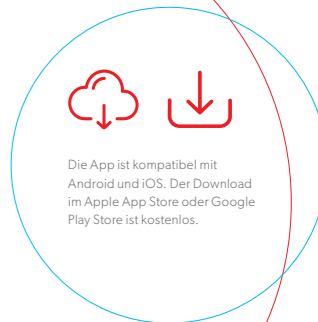 Die App ist kompatibel mit
Android und iOS. Der Download
im Apple App Store oder Google
Play Store ist kostenlos.